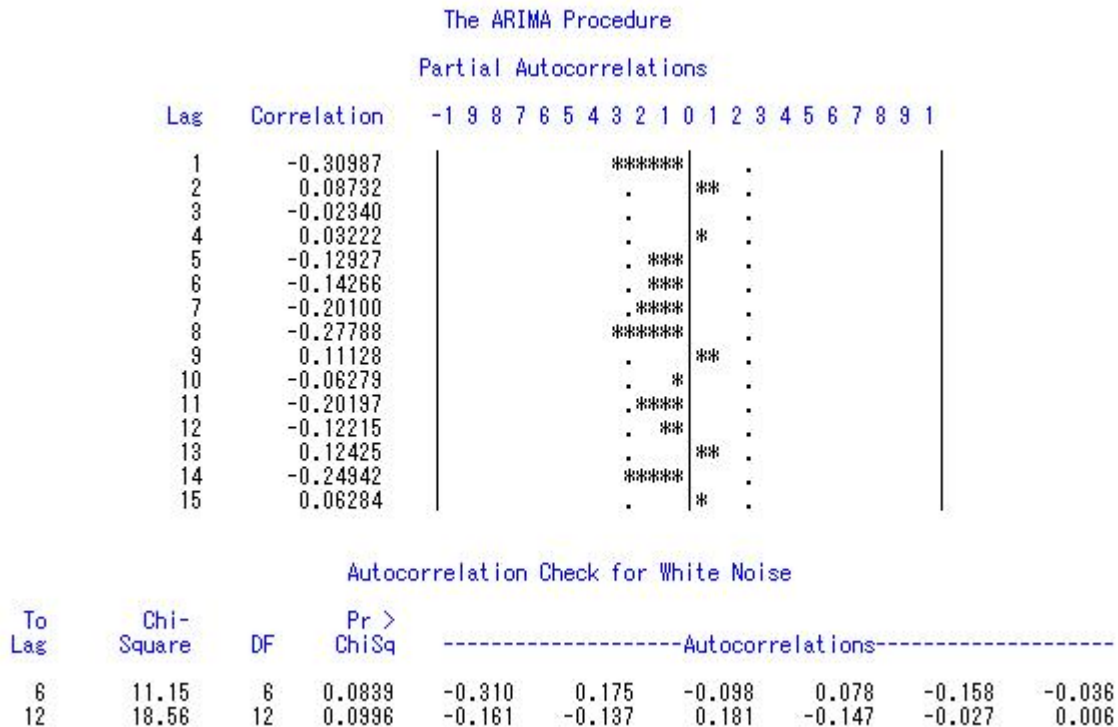 The ARIMA Procedure
Partial Autocorrelations
Lag Correlation -1 9 8 7 6 5 4 3 2 1 0 1 2 3 4 5 6 7 8 9 1
1 -0.30987 | ******| . |
2 0.08732 | . |** . |
3 -0.02340 | . | . |
4 0.03222 | . |* . |
5 -0.12927 | . ***| . |
6 -0.14266 | . ***| . |
7 -0.20100 | .****| . |
8 -0.27788 | ******| . |
9 0.11128 | . |** . |
10 -0.06279 | . *| . |
11 -0.20197 | .****| . |
12 -0.12215 | . **| . |
13 0.12425 | . |** . |
14 -0.24942 | *****| . |
15 0.06284 | . |* . |
Autocorrelation Check for White Noise
To Chi- Pr >
Lag Square DF ChiSq --------------------Autocorrelations--------------------
6 11.15 6 0.0839 -0.310 0.175 -0.098 0.078 -0.158 -0.036
12 18.56 12 0.0996 -0.161 -0.137 0.181 -0.147 -0.027 0.006